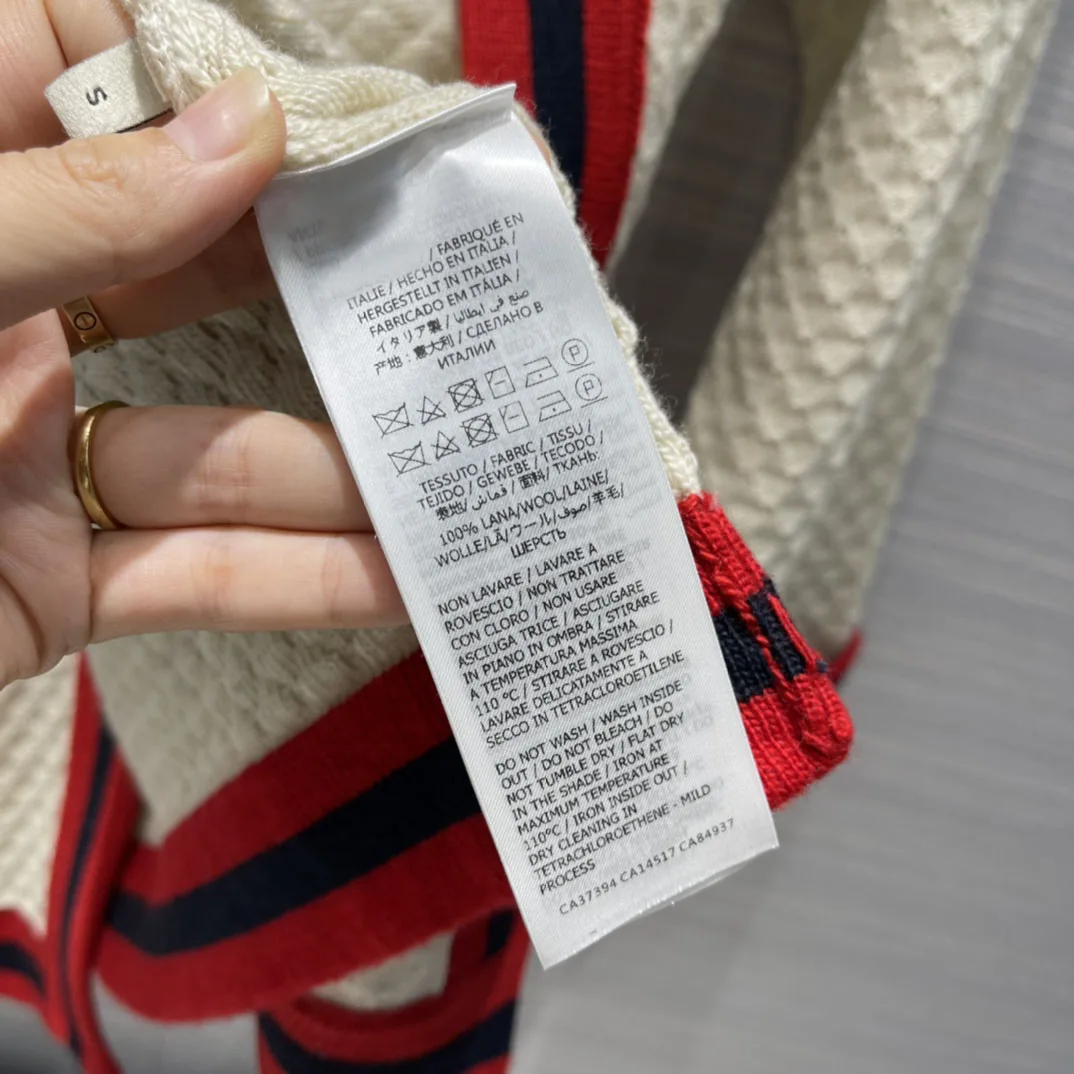 S
/ FABRIQUÉ EN
ITALIE / HECHO EN ITALIA /
HERGESTELLT IN ITALIEN /
FABRICADO EM ITÁLIA /
イタリア製 / صنع في ايطاليا
产地：意大利 / СДЕЛАНО В
ИТАЛИИ
P
P
TESSUTO / FABRIC / TISSU /
TEJIDO / GEWEBE / TECODO /
表地/ قماش / 面料/ ТКАНЬ:
100% LANA/WOOL/LAINE/
WOLLE/LÃ/ウール/صوف/羊毛/
ШЕРСТЬ
NON LAVARE / LAVARE A
ROVESCIO / NON TRATTARE
CON CLORO / NON USARE
ASCIUGA TRICE / ASCIUGARE
IN PIANO IN OMBRA / STIRARE
A TEMPERATURA MASSIMA
110 °C / STIRARE A ROVESCIO /
LAVARE DELICATAMENTE A
SECCO IN TETRACLOROETILENE
DO NOT WASH / WASH INSIDE
OUT / DO NOT BLEACH / DO
NOT TUMBLE DRY / FLAT DRY
IN THE SHADE / IRON AT
MAXIMUM TEMPERATURE
110°C / IRON INSIDE OUT /
DRY CLEANING IN
TETRACHLOROETHENE - MILD
PROCESS
CA37394 CA14517 CA84937